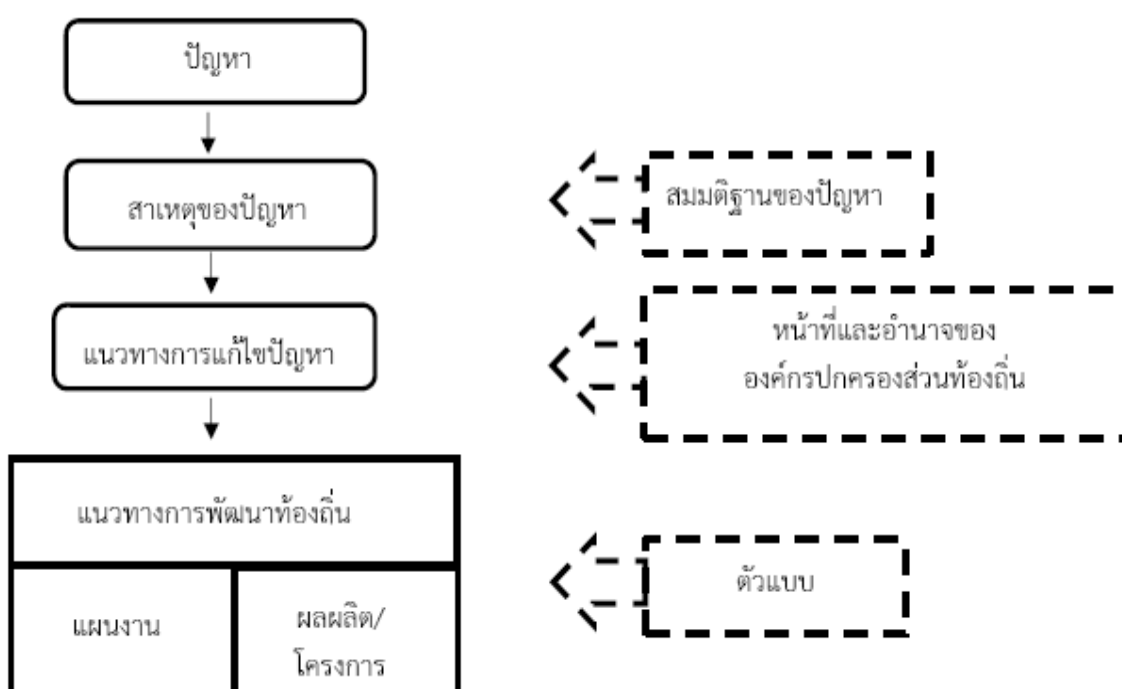 ปัญหา
สาเหตุของปัญหา
สมมติฐานของปัญหา
แนวทางการแก้ไขปัญหา
หน้าที่และอำนาจของ
องค์กรปกครองส่วนท้องถิ่น
แนวทางการพัฒนาท้องถิ่น
ตัวแบบ
แผนงาน
ผลผลิต/
โครงการ